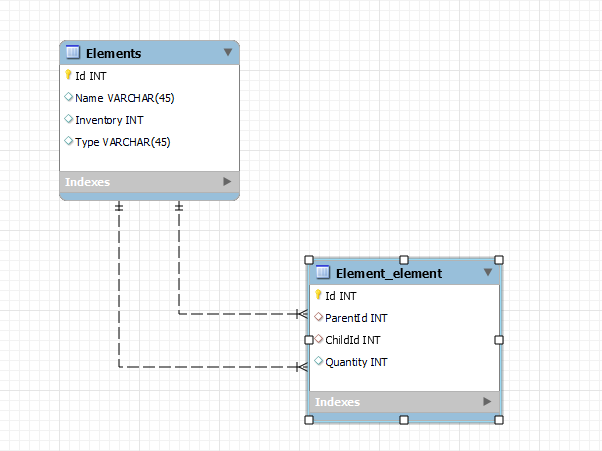 Elements
Id INT
Name VARCHAR(45)
Inventory INT
Type VARCHAR(45)
Indexes
Element_element
Id INT
ParentId INT
ChildId INT
Quantity INT
Indexes